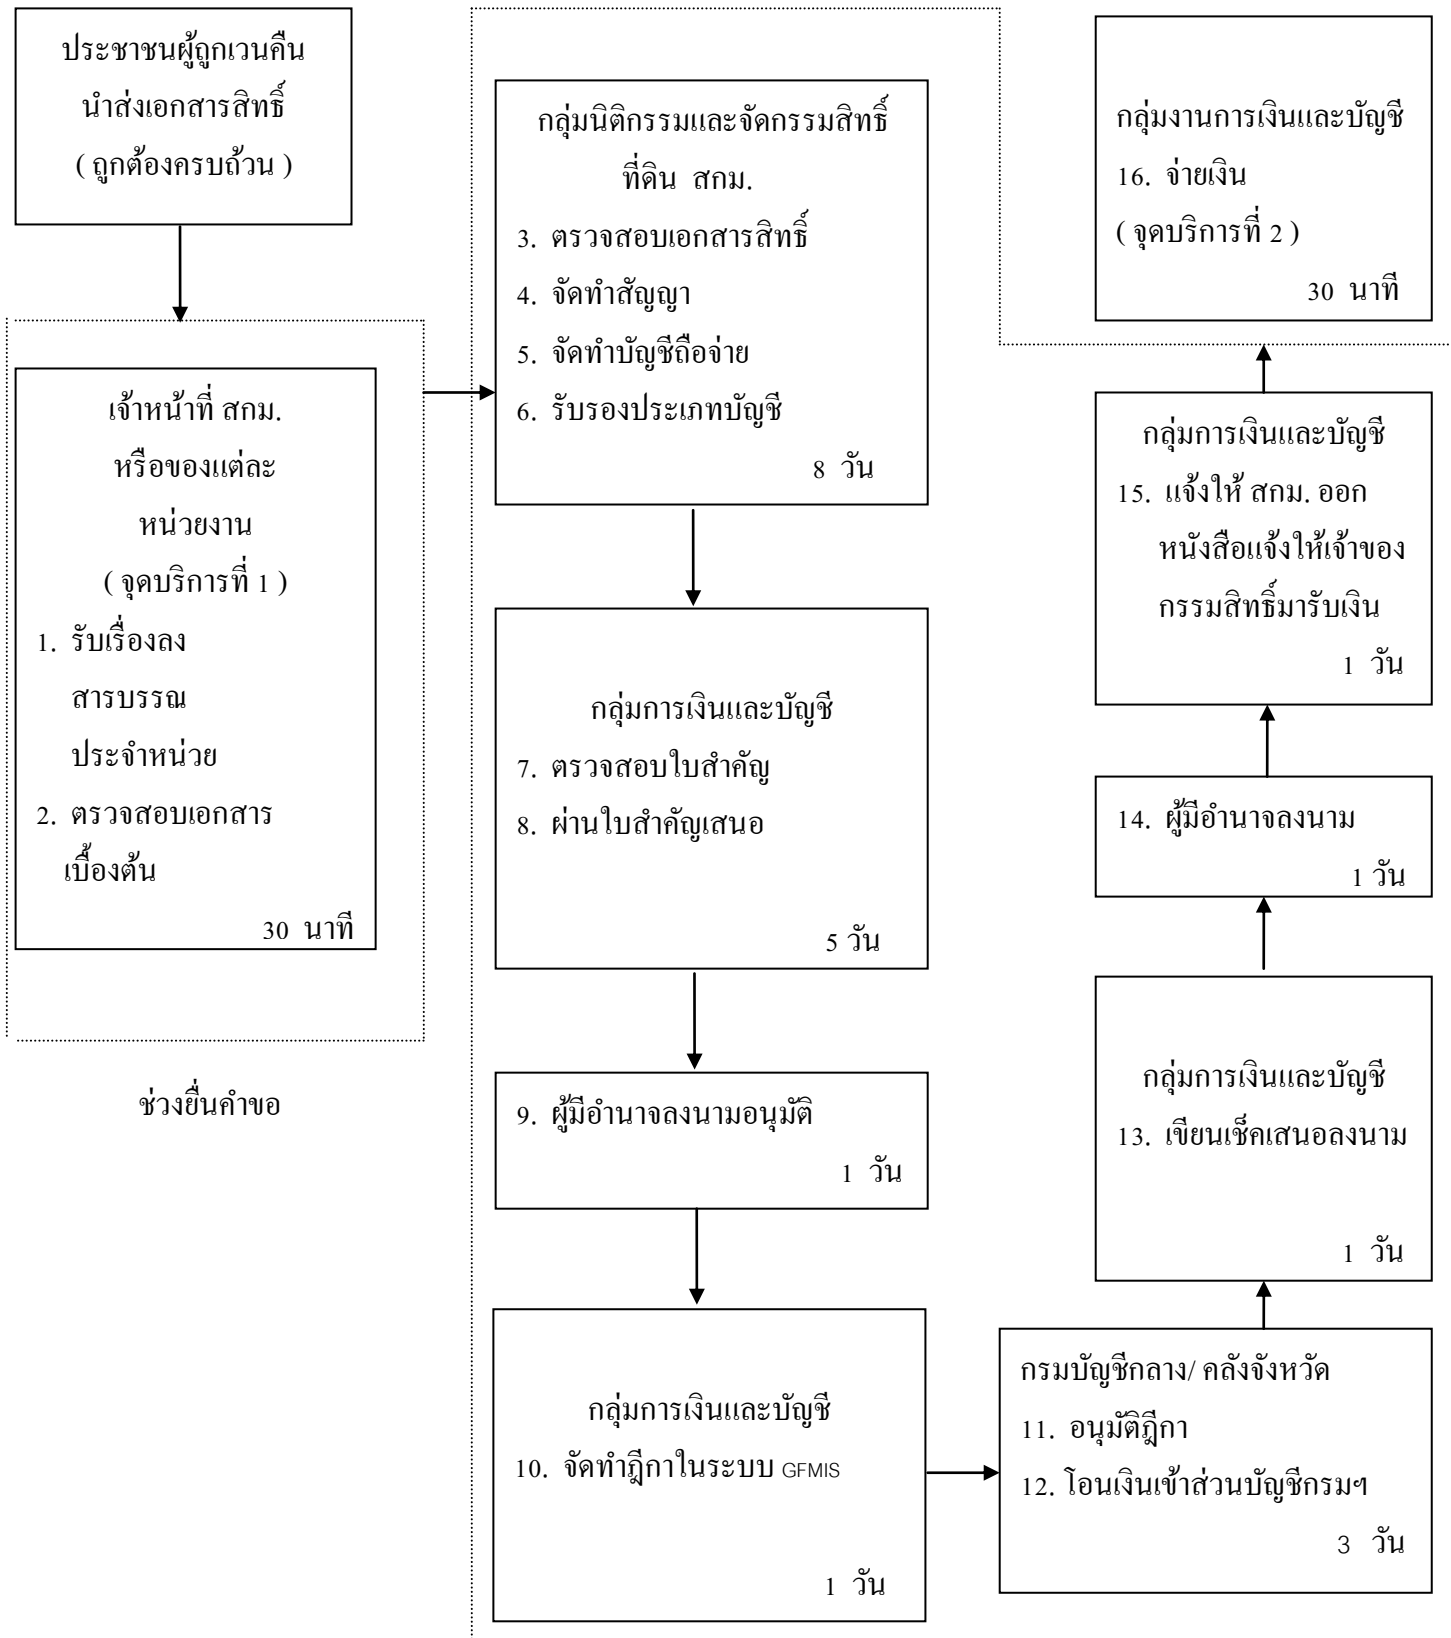 ประชาชนผู้ถูกเวนคืน
นำส่งเอกสารสิทธิ์
( ถูกต้องครบถ้วน )
เจ้าหน้าที่ สกม.
หรือของแต่ละ
หน่วยงาน
( จุดบริการที่ 1 )
1. รับเรื่องลง
สารบรรณ
ประจำหน่วย
2. ตรวจสอบเอกสาร
เบื้องต้น
30 นาที
ช่วงยื่นคำขอ
กลุ่มนิติกรรมและจัดกรรมสิทธิ์
ที่ดิน สกม.
3. ตรวจสอบเอกสารสิทธิ์
4. จัดทำสัญญา
5. จัดทำบัญชีถือจ่าย
6. รับรองประเภทบัญชี
8 วัน
กลุ่มการเงินและบัญชี
7. ตรวจสอบใบสำคัญ
8. ผ่านใบสำคัญเสนอ
5 วัน
9. ผู้มีอำนาจลงนามอนุมัติ
1 วัน
กลุ่มการเงินและบัญชี
10. จัดทำฎีกาในระบบ GFMIS
1 วัน
กรมบัญชีกลาง/ คลังจังหวัด
11. อนุมัติฎีกา
12. โอนเงินเข้าส่วนบัญชีกรมฯ
3 วัน
กลุ่มการเงินและบัญชี
13. เขียนเช็คเสนอลงนาม
1 วัน
14. ผู้มีอำนาจลงนาม
1 วัน
กลุ่มการเงินและบัญชี
15. แจ้งให้ สกม. ออก
หนังสือแจ้งให้เจ้าของ
กรรมสิทธิ์มารับเงิน
1 วัน
กลุ่มงานการเงินและบัญชี
16. จ่ายเงิน
( จุดบริการที่ 2 )
30 นาที